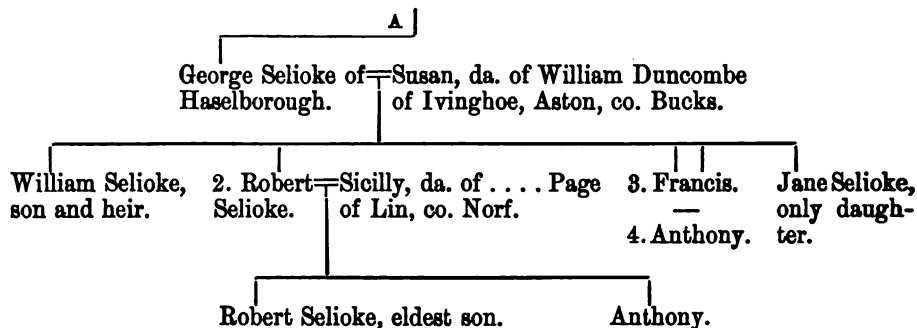 A
George Selioke of Susan, da. of William Duncombe
Haselborough. of Ivinghoe, Aston, co. Bucks.
William Selioke, 2. Robert Sicilly, da. of .... Page 3. Francis. Jane Selioke,
son and heir. Selioke. of Lin, co. Norf. — only daugh-
4. Anthony. ter.
Robert Selioke, eldest son. Anthony.